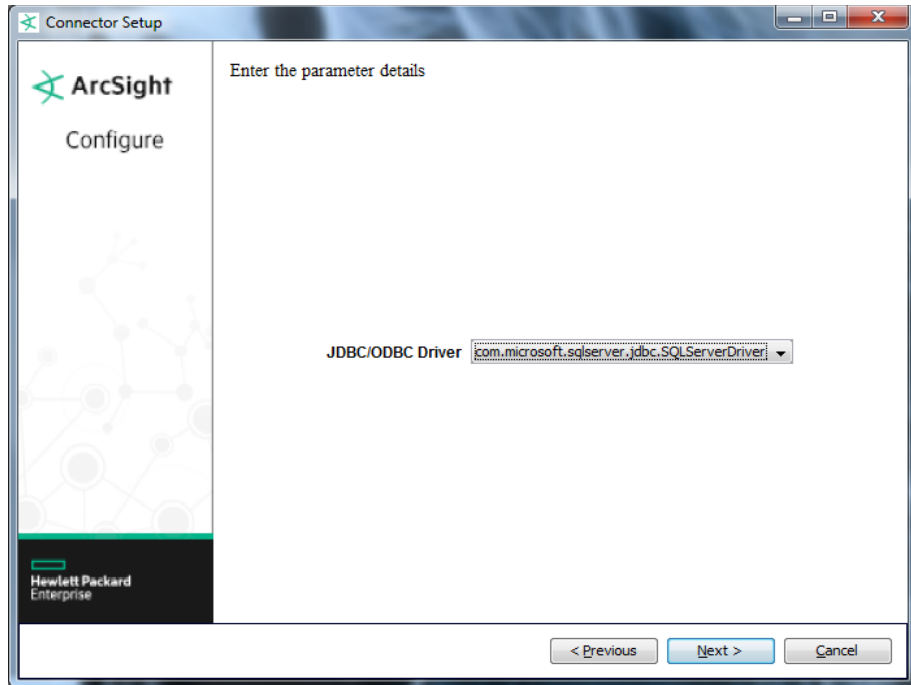 Connector Setup
ArcSight
Configure
Enter the parameter details
JDBC/ODBC Driver com.microsoft.sqlserver.jdbc.SQLServerDriver
Hewlett Packard
Enterprise
< Previous Next > Cancel